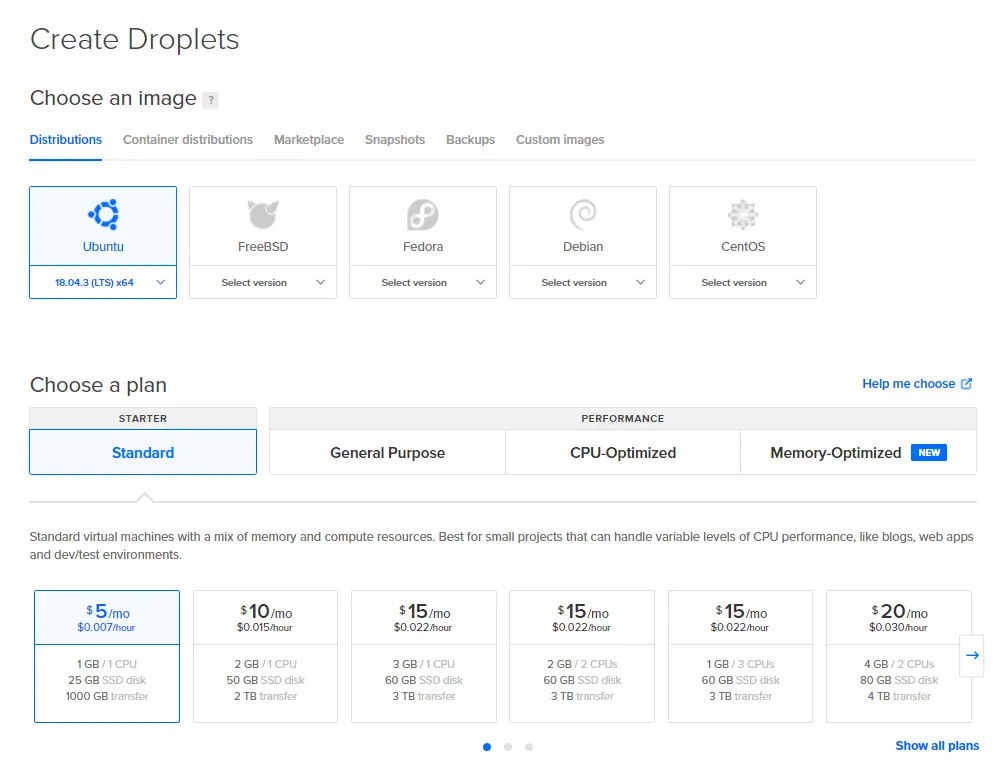 Create Droplets
Choose an image ?
Distributions Container distributions Marketplace Snapshots Backups Custom images
Ubuntu FreeBSD Fedora Debian CentOS
18.04.3 (LTS) x64 Select version Select version Select version Select version
Choose a plan Help me choose
STARTER PERFORMANCE
Standard General Purpose CPU-Optimized Memory-Optimized NEW
Standard virtual machines with a mix of memory and compute resources. Best for small projects that can handle variable levels of CPU performance, like blogs, web apps
and dev/test environments.
$5/mo $10/mo $15/mo $15/mo $15/mo $20/mo
$0.007/hour $0.015/hour $0.022/hour $0.022/hour $0.022/hour $0.030/hour
1 GB / 1 CPU 2 GB / 1 CPU 3 GB / 1 CPU 2 GB / 2 CPUs 1 GB / 3 CPUs 4 GB / 2 CPUs
25 GB SSD disk 50 GB SSD disk 60 GB SSD disk 60 GB SSD disk 60 GB SSD disk 80 GB SSD disk
1000 GB transfer 2 TB transfer 3 TB transfer 3 TB transfer 3 TB transfer 4 TB transfer
Show all plans